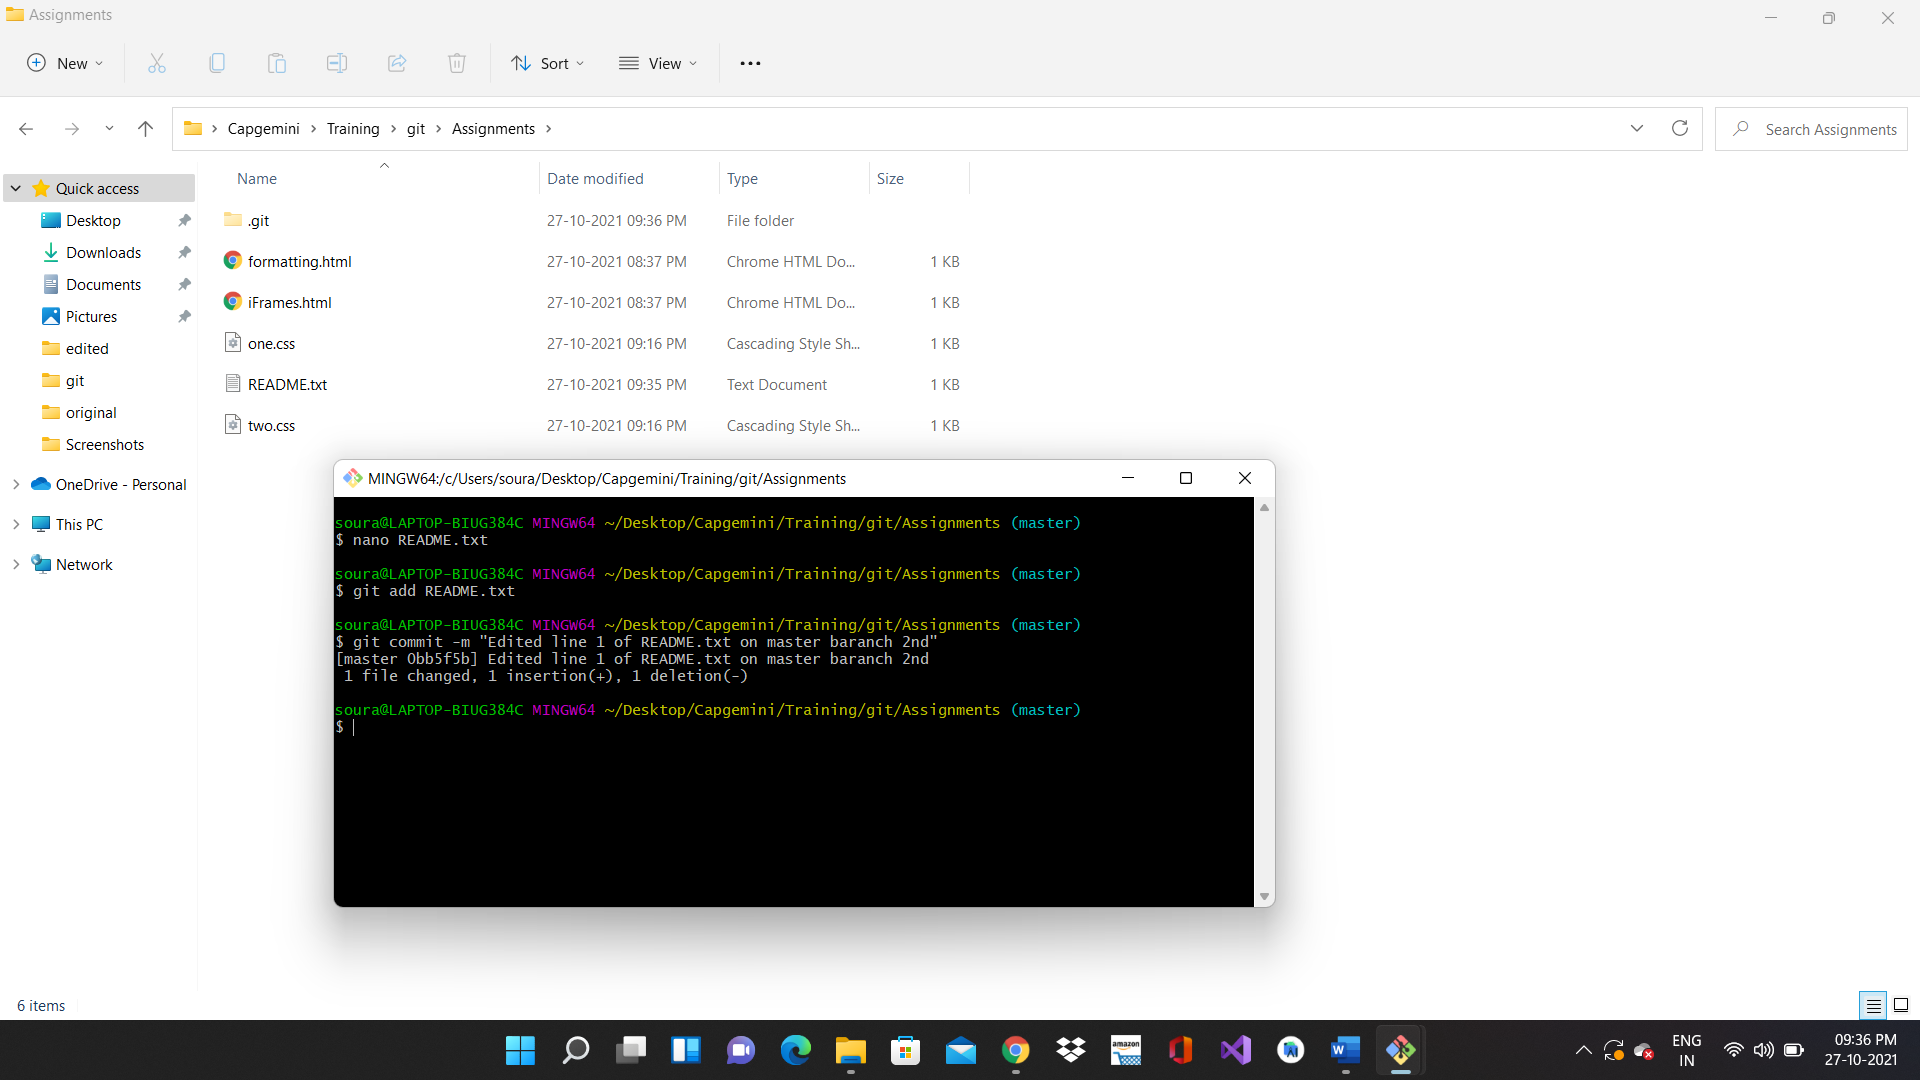 Assignments
New
Sort
View
Capgemini > Training > git > Assignments >
Search Assignments
Name Date modified Type Size
Quick access
Desktop
Downloads
Documents
Pictures
edited
git
original
Screenshots
OneDrive - Personal
This PC
Network
.git 27-10-2021 09:36 PM File folder
formatting.html 27-10-2021 08:37 PM Chrome HTML Do... 1 KB
iFrames.html 27-10-2021 08:37 PM Chrome HTML Do... 1 KB
one.css 27-10-2021 09:16 PM Cascading Style Sh... 1 KB
README.txt 27-10-2021 09:35 PM Text Document 1 KB
two.css 27-10-2021 09:16 PM Cascading Style Sh... 1 KB
MINGW64:/c/Users/soura/Desktop/Capgemini/Training/git/Assignments
soura@LAPTOP-BIUG384C MINGW64 ~/Desktop/Capgemini/Training/git/Assignments (master)
$ nano README.txt
soura@LAPTOP-BIUG384C MINGW64 ~/Desktop/Capgemini/Training/git/Assignments (master)
$ git add README.txt
soura@LAPTOP-BIUG384C MINGW64 ~/Desktop/Capgemini/Training/git/Assignments (master)
$ git commit -m "Edited line 1 of README.txt on master baranch 2nd"
[master 0bb5f5b] Edited line 1 of README.txt on master baranch 2nd
1 file changed, 1 insertion(+), 1 deletion(-)
soura@LAPTOP-BIUG384C MINGW64 ~/Desktop/Capgemini/Training/git/Assignments (master)
$
6 items
amazon
W
ENG
IN
09:36 PM
27-10-2021